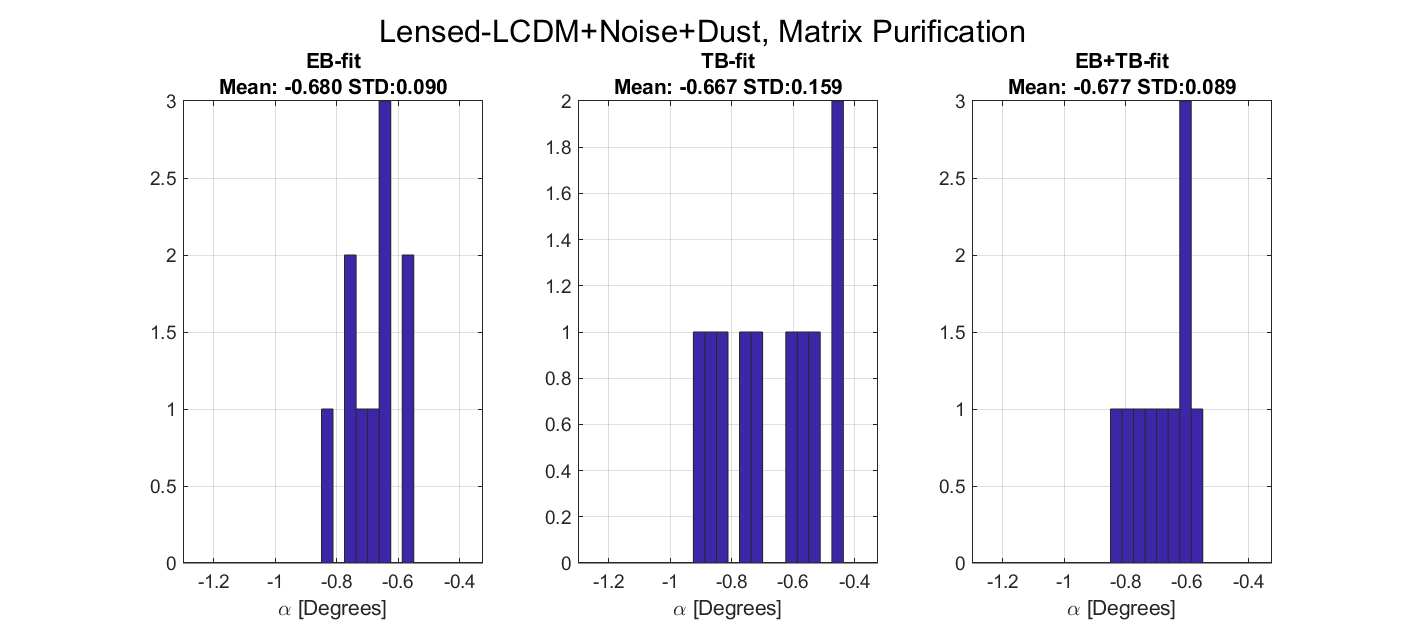 Lensed-LCDM+Noise+Dust, Matrix Purification
EB-fit
Mean: -0.680 STD:0.090
3
2.5
2
1.5
1
0.5
0
-1.2 -1 -0.8 -0.6 -0.4
α [Degrees]
TB-fit
Mean: -0.667 STD:0.159
2
1.8
1.6
1.4
1.2
1
0.8
0.6
0.4
0.2
0
-1.2 -1 -0.8 -0.6 -0.4
α [Degrees]
EB+TB-fit
Mean: -0.677 STD:0.089
3
2.5
2
1.5
1
0.5
0
-1.2 -1 -0.8 -0.6 -0.4
α [Degrees]